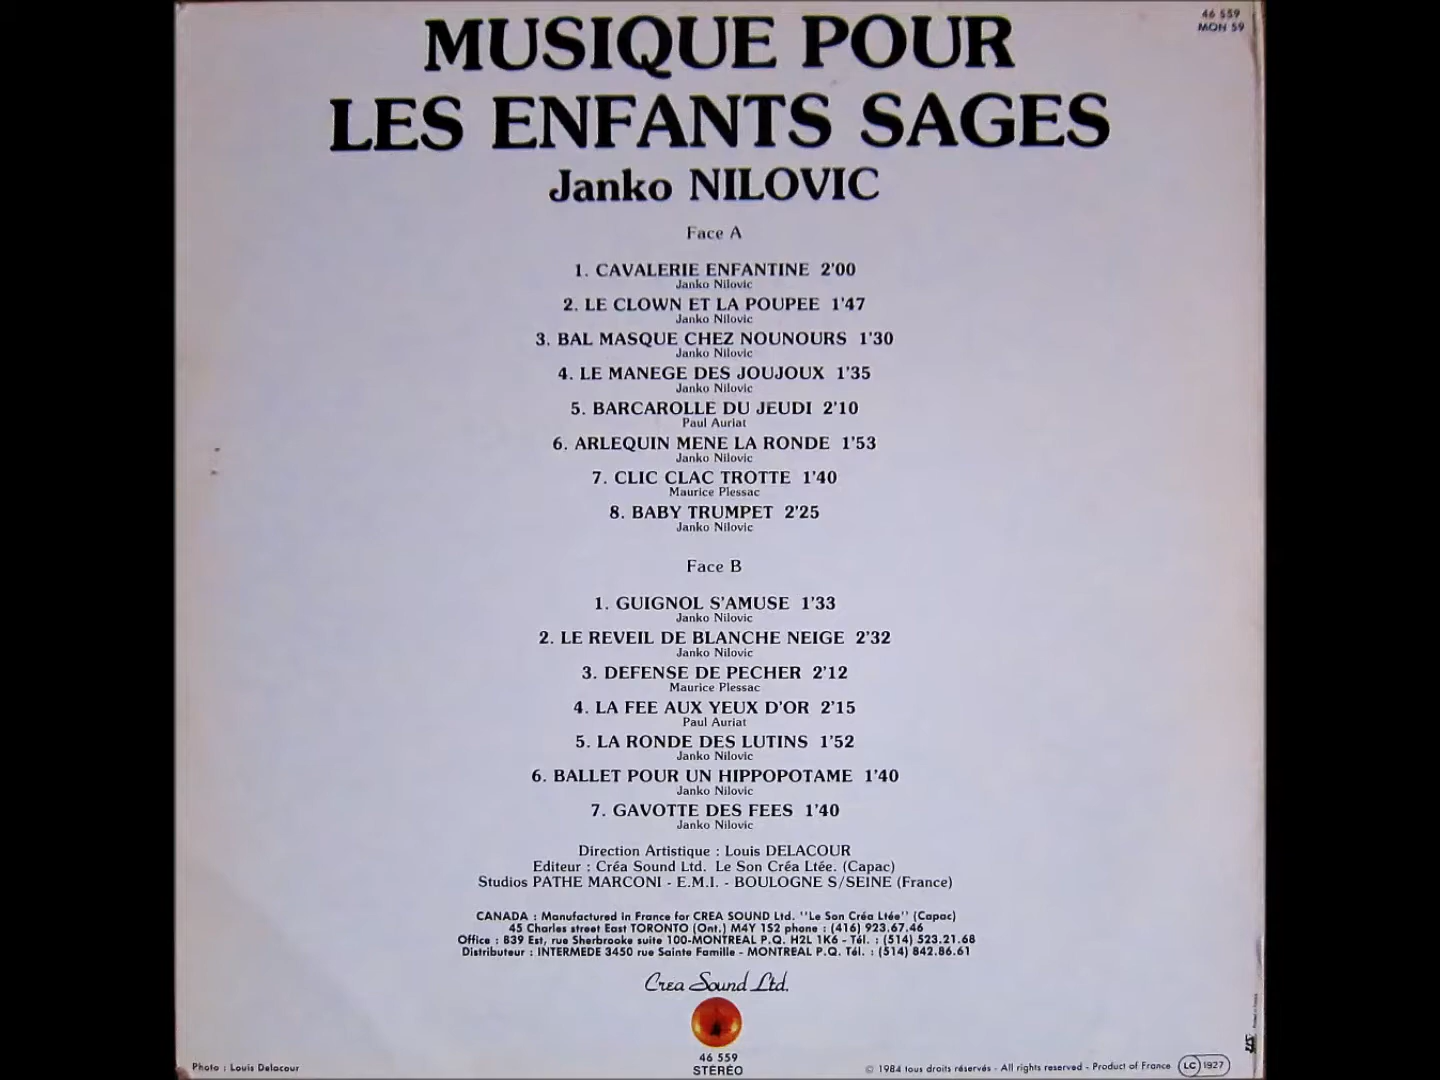 46 559
MON 59
MUSIQUE POUR
LES ENFANTS SAGES
Janko NILOVIC
Face A
1. CAVALERIE ENFANTINE 2'00
Janko Nilovic
2. LE CLOWN ET LA POUPEE 1'47
Janko Nilovic
3. BAL MASQUE CHEZ NOUNOURS 1'30
Janko Nilovic
4. LE MANEGE DES JOUJOUX 1'35
Janko Nilovic
5. BARCAROLLE DU JEUDI 2'10
Paul Auriat
6. ARLEQUIN MENE LA RONDE 1'53
Janko Nilovic
7. CLIC CLAC TROTTE 1'40
Maurice Plessac
8. BABY TRUMPET 2'25
Janko Nilovic
Face B
1. GUIGNOL S'AMUSE 1'33
Janko Nilovic
2. LE REVEIL DE BLANCHE NEIGE 2'32
Janko Nilovic
3. DEFENSE DE PECHER 2'12
Maurice Plessac
4. LA FEE AUX YEUX D'OR 2'15
Paul Auriat
5. LA RONDE DES LUTINS 1'52
Janko Nilovic
6. BALLET POUR UN HIPPOPOTAME 1'40
Janko Nilovic
7. GAVOTTE DES FEES 1'40
Janko Nilovic
Direction Artistique : Louis DELACOUR
Editeur : Créa Sound Ltd. Le Son Créa Ltée. (Capac)
Studios PATHE MARCONI - E.M.I. - BOULOGNE S/SEINE (France)
CANADA : Manufactured in France for CREA SOUND Ltd. ''Le Son Créa Ltée'' (Capac)
45 Charles street East TORONTO (Ont.) M4Y 1S2 phone : (416) 923.67.46
Office : 839 Est, rue Sherbrooke suite 100-MONTREAL P.Q. H2L 1K6 - Tél. : (514) 523.21.68
Distributeur : INTERMEDE 3450 rue Sainte Famille - MONTREAL P.Q. Tél. : (514) 842.86.61
Crea Sound Ltd.
46 559
STÉRÉO
Photo : Louis Delacour
© 1984 tous droits réservés - All rights reserved - Product of France LC 1927